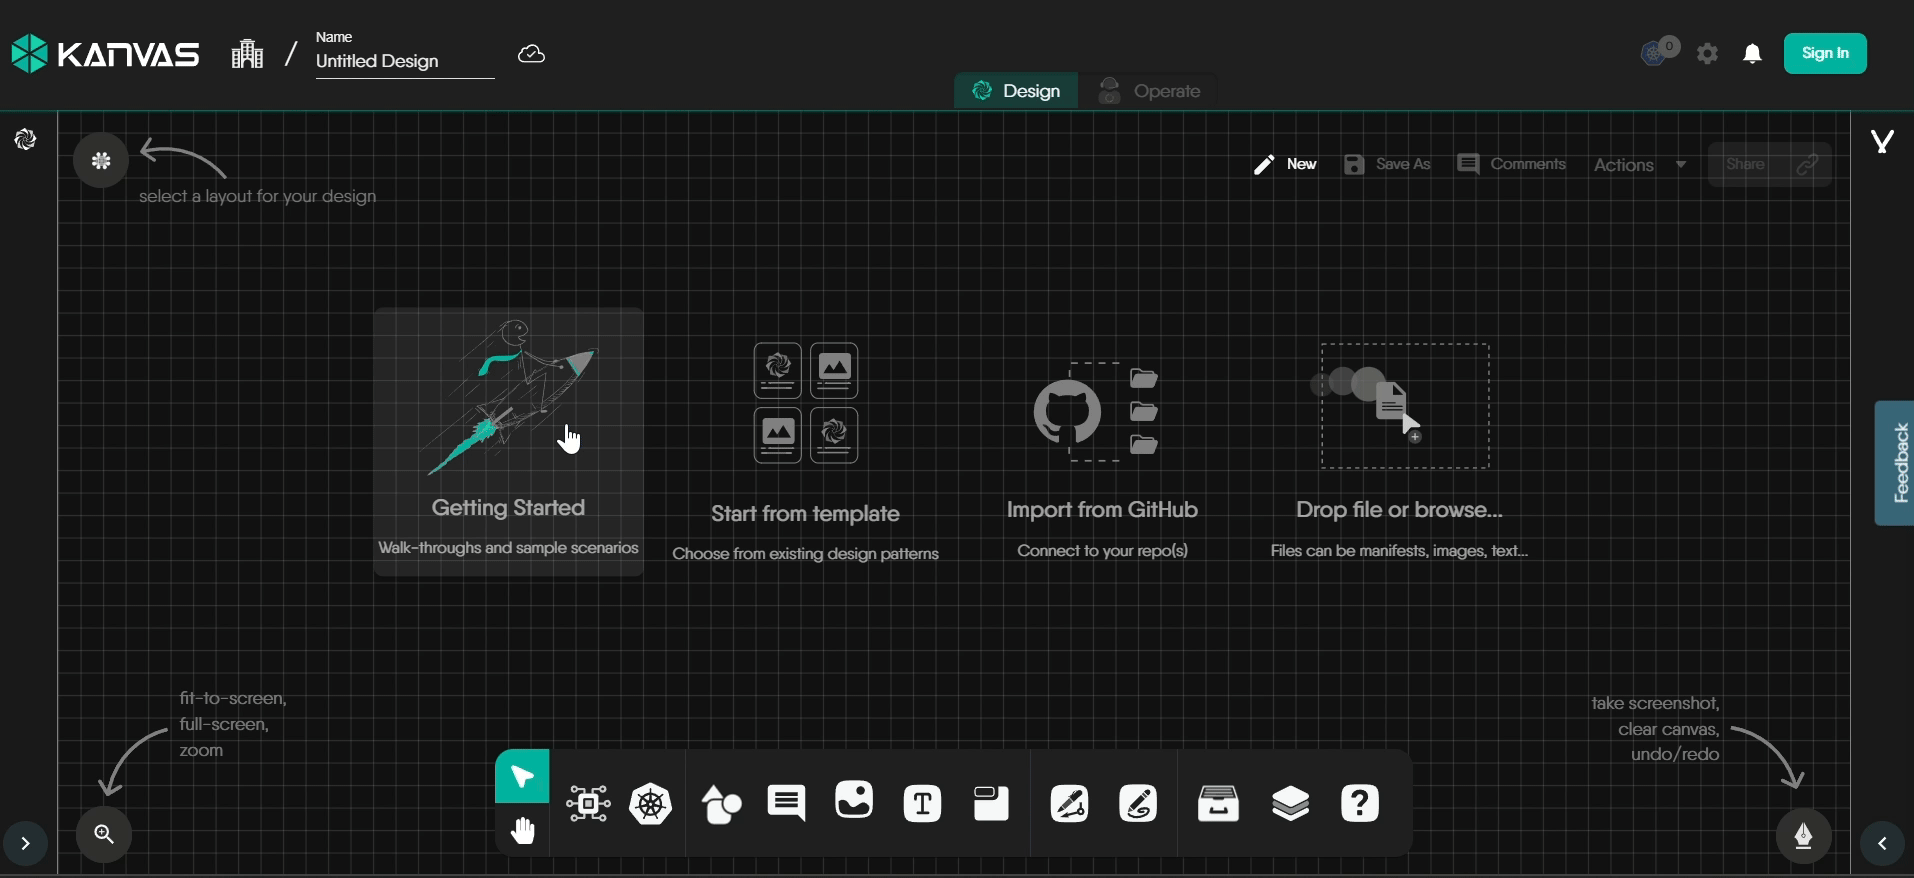 KANVAS
/
Name
Untitled Design
0
Sign In
Design
Operate
select a layout for your design
New
Save As
Comments
Actions
Share
Getting Started
Walk-throughs and sample scenarios
Start from template
Choose from existing design patterns
Import from GitHub
Connect to your repo(s)
Drop file or browse...
Files can be manifests, images, text...
Feedback
fit-to-screen,
full-screen,
zoom
take screenshot,
clear canvas,
undo/redo
T
?